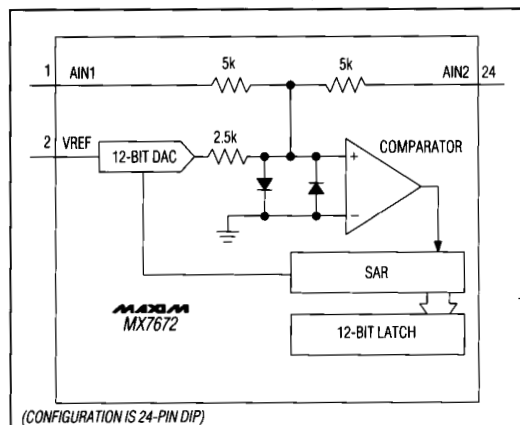 5k 5k
1 AIN1 AIN2 24
2 VREF 12-BIT DAC 2.5k COMPARATOR
+
−
SAR
MAXIM
MX7672
12-BIT LATCH
(CONFIGURATION IS 24-PIN DIP)